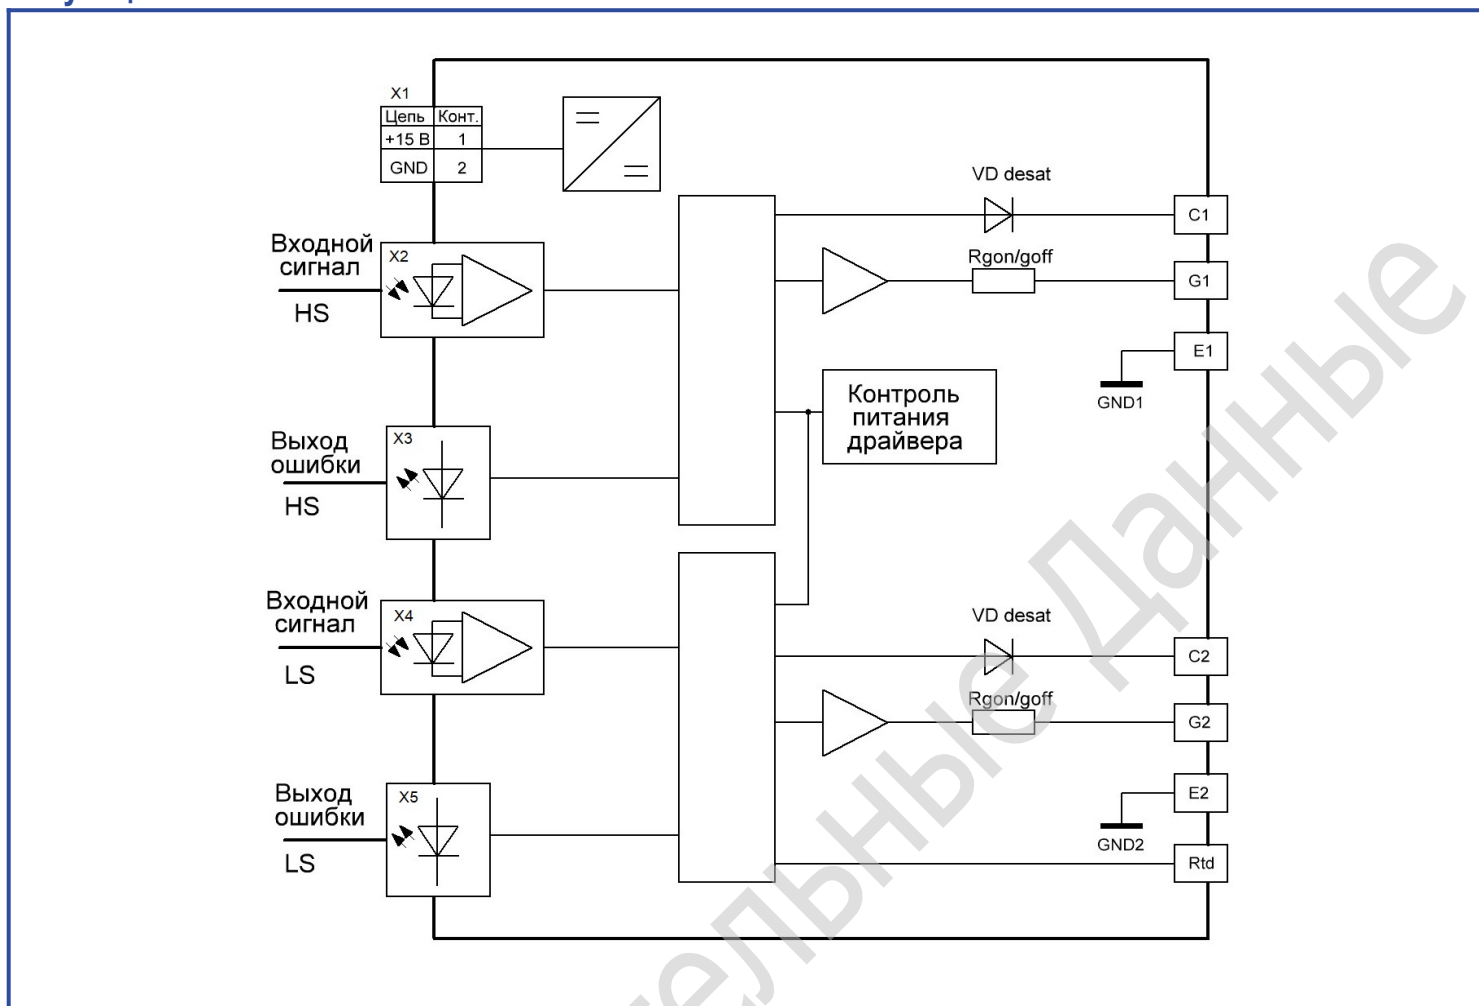 X1
Цепь Конт.
+15 В 1
GND 2
VD desat
C1
Входной
сигнал
HS
X2
Rgon/goff
G1
E1
GND1
Контроль
питания
драйвера
Выход
ошибки
HS
X3
Входной
сигнал
LS
X4
VD desat
C2
Rgon/goff
G2
E2
GND2
Выход
ошибки
LS
X5
Rtd
Данные